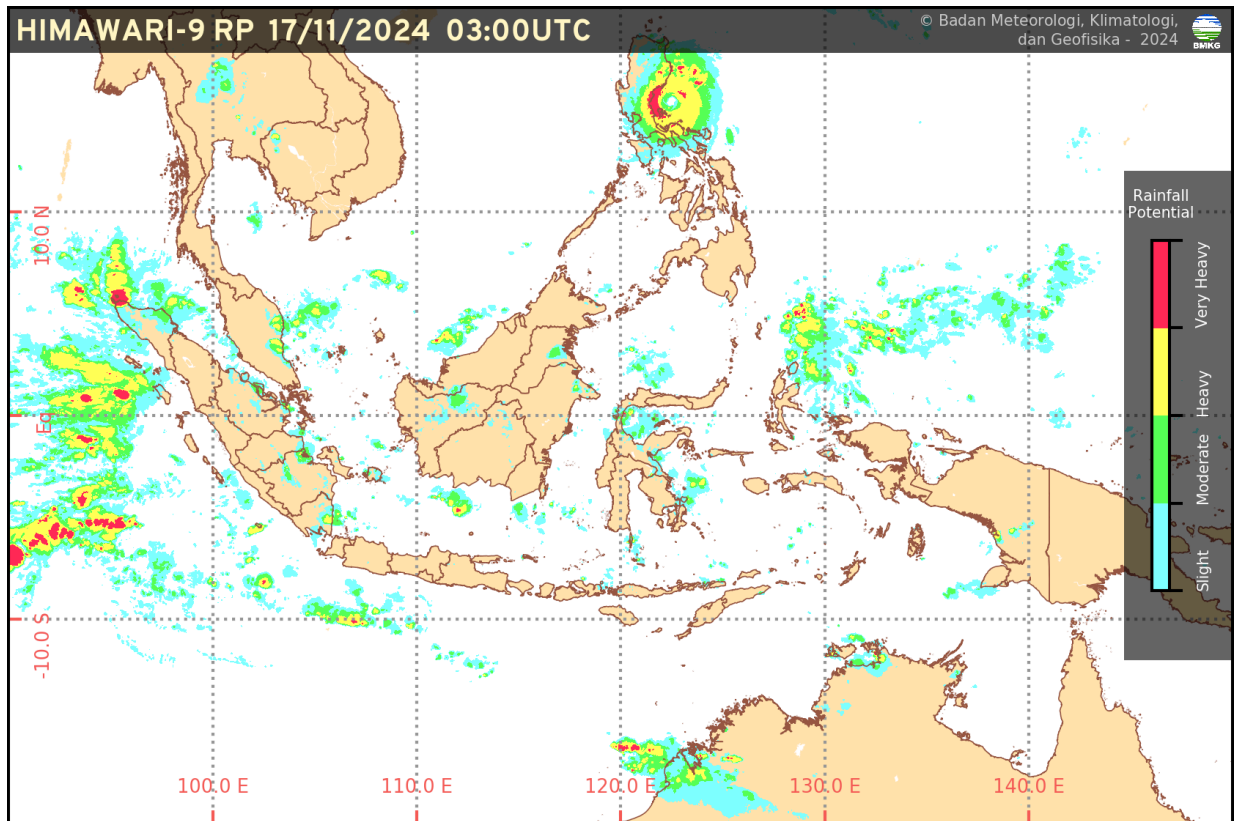 HIMAWARI-9 RP 17/11/2024 03:00UTC
© Badan Meteorologi, Klimatologi,
dan Geofisika - 2024
BMKG
Rainfall
Potential
Very Heavy
Heavy
Moderate
Slight
10.0 N
Eq
-10.0 S
100.0 E
110.0 E
120.0 E
130.0 E
140.0 E